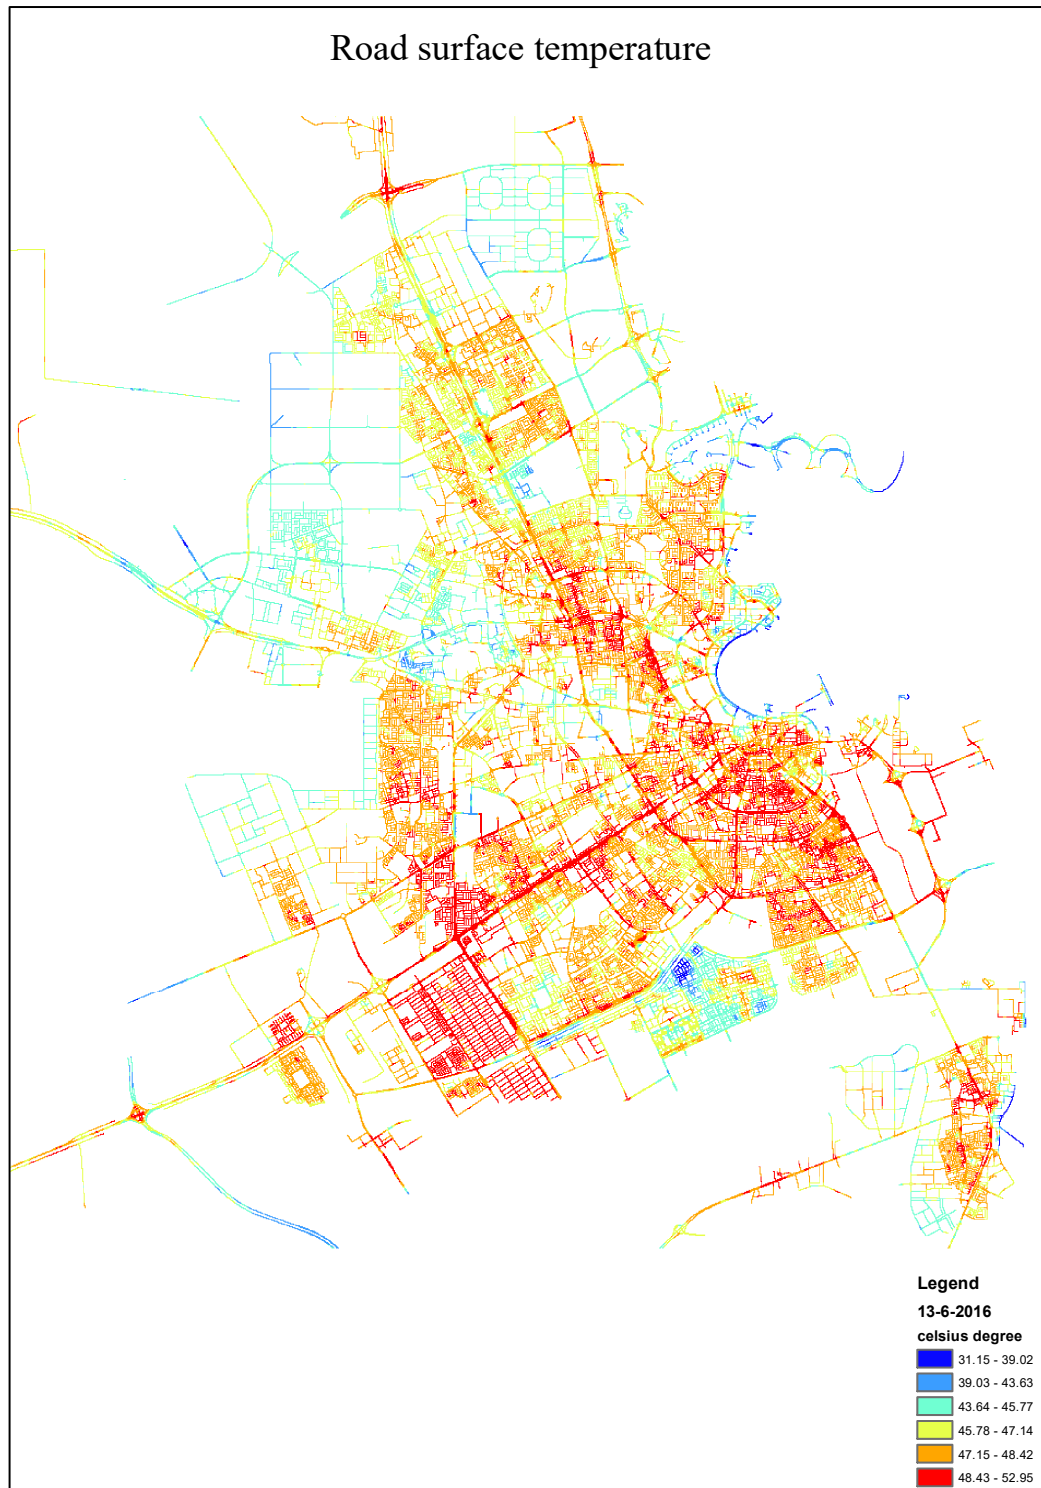 Road surface temperature
Legend
13-6-2016
celsius degree
31.15 - 39.02
39.03 - 43.63
43.64 - 45.77
45.78 - 47.14
47.15 - 48.42
48.43 - 52.95